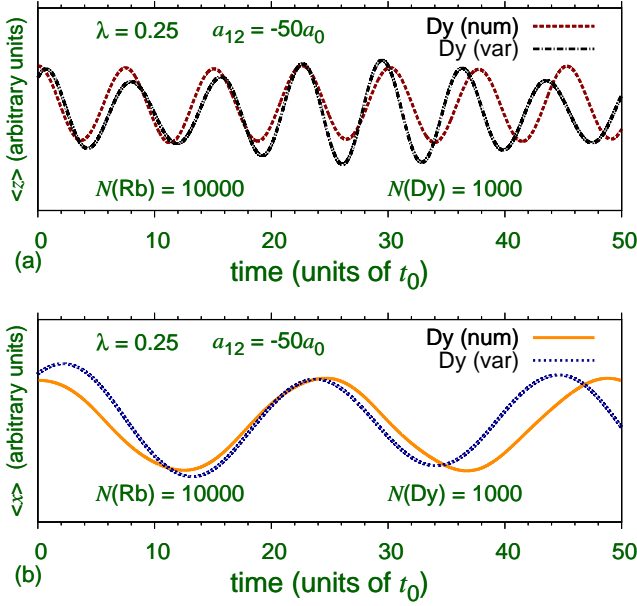 λ = 0.25 a12 = -50a0 Dy (num)
Dy (var)
<z> (arbitrary units)
N(Rb) = 10000 N(Dy) = 1000
0 10 20 30 40 50
(a)
time (units of t0)
λ = 0.25 a12 = -50a0 Dy (num)
Dy (var)
<x> (arbitrary units)
N(Rb) = 10000 N(Dy) = 1000
0 10 20 30 40 50
(b)
time (units of t0)